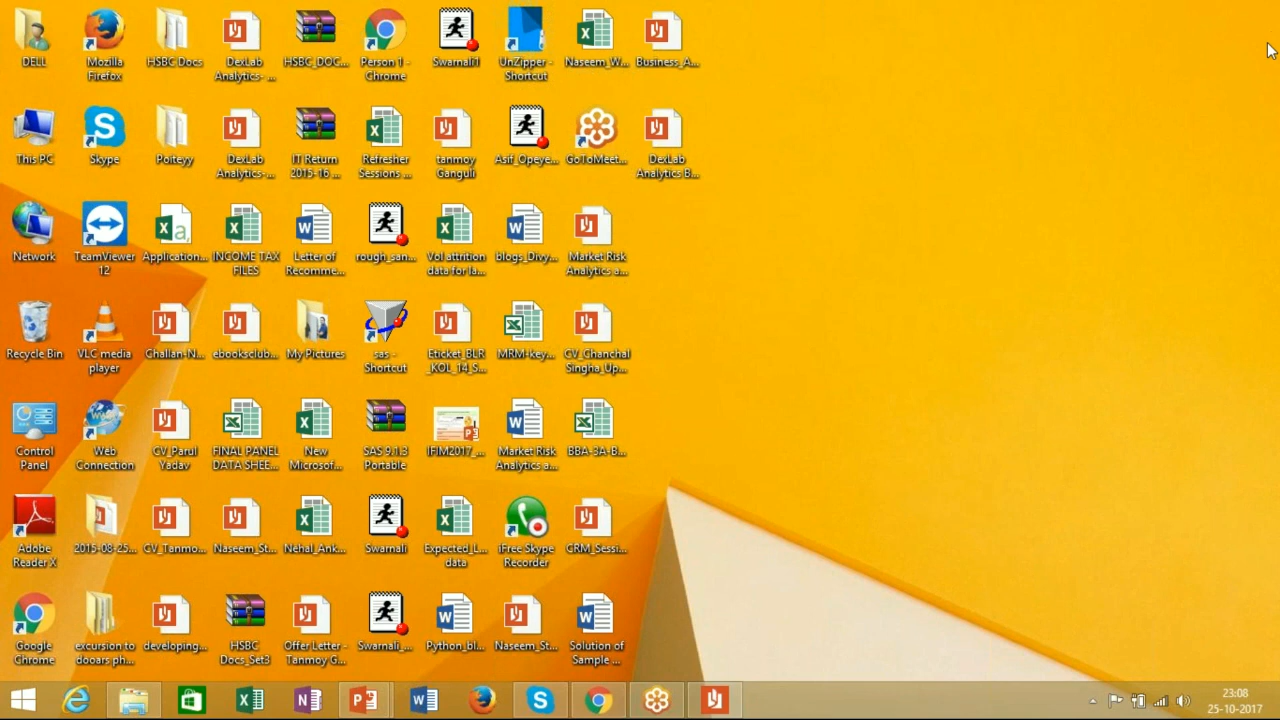 DELL
Mozilla
Firefox
HSBC Docs
DexLab
Analytics- ...
HSBC_DOC...
Person 1 -
Chrome
Swarnali1
UnZipper -
Shortcut
Naseem_W...
Business_A...
This PC
Skype
Poiteyy
DexLab
Analytics-...
IT Return
2015-16 ...
Refresher
Sessions ...
tanmoy
Ganguli
Asif_Opeye...
GoToMeet...
DexLab
Analytics B...
Network
TeamViewer
12
Application...
INCOME TAX
FILES
Letter of
Recomme...
rough_san...
Vol attrition
data for la...
blogs_Divy...
Market Risk
Analytics a...
Recycle Bin
VLC media
player
Challan-N...
ebooksclub...
My Pictures
sas -
Shortcut
Eticket_BLR
_KOL_14_S...
MRM-key...
CV_Chanchal
Singha_Up...
Control
Panel
Web
Connection
CV_Parul
Yadav
FINAL PANEL
DATA SHEE...
New
Microsof...
SAS 9.1.3
Portable
IFIM2017_...
Market Risk
Analytics a...
BBA-3A-B...
Adobe
Reader X
2015-08-25...
CV_Tanmo...
Naseem_St...
Nehal_Ank...
Swarnali
Expected_L...
data
iFree Skype
Recorder
CRM_Sessi...
Google
Chrome
excursion to
dooars ph...
developing...
HSBC
Docs_Set3
Offer Letter -
Tanmoy G...
Swarnali_...
Python_bl...
Naseem_St...
Solution of
Sample ...
23:08
25-10-2017